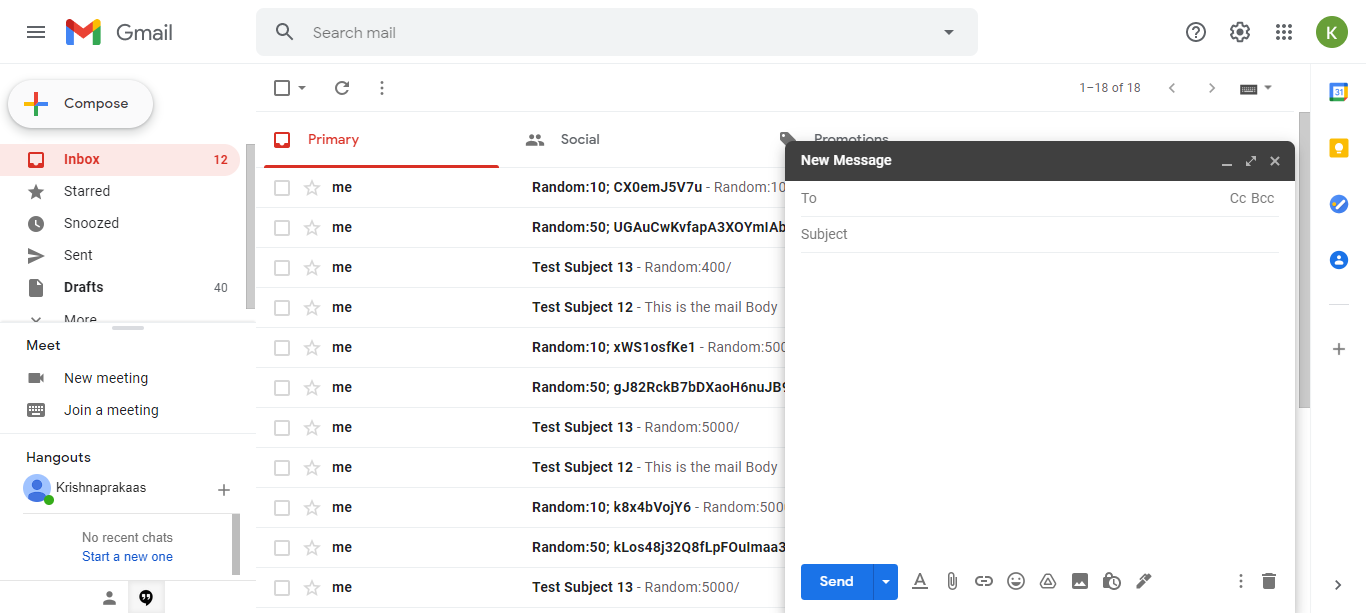 Gmail
Search mail
K
Compose
1–18 of 18
31
Primary
Social
Promotions
Inbox 12
Starred
Snoozed
Sent
Drafts 40
More
Meet
New meeting
Join a meeting
Hangouts
Krishnaprakaas
No recent chats
Start a new one
me Random:10; CX0emJ5V7u - Random:10
me Random:50; UGAuCwKvfapA3XOYmIAb
me Test Subject 13 - Random:400/
me Test Subject 12 - This is the mail Body
me Random:10; xWS1osfKe1 - Random:500
me Random:50; gJ82RckB7bDXaoH6nuJB9
me Test Subject 13 - Random:5000/
me Test Subject 12 - This is the mail Body
me Random:10; k8x4bVojY6 - Random:500
me Random:50; kLos48j32Q8fLpFOulmaa3
me Test Subject 13 - Random:5000/
New Message
To Cc Bcc
Subject
Send